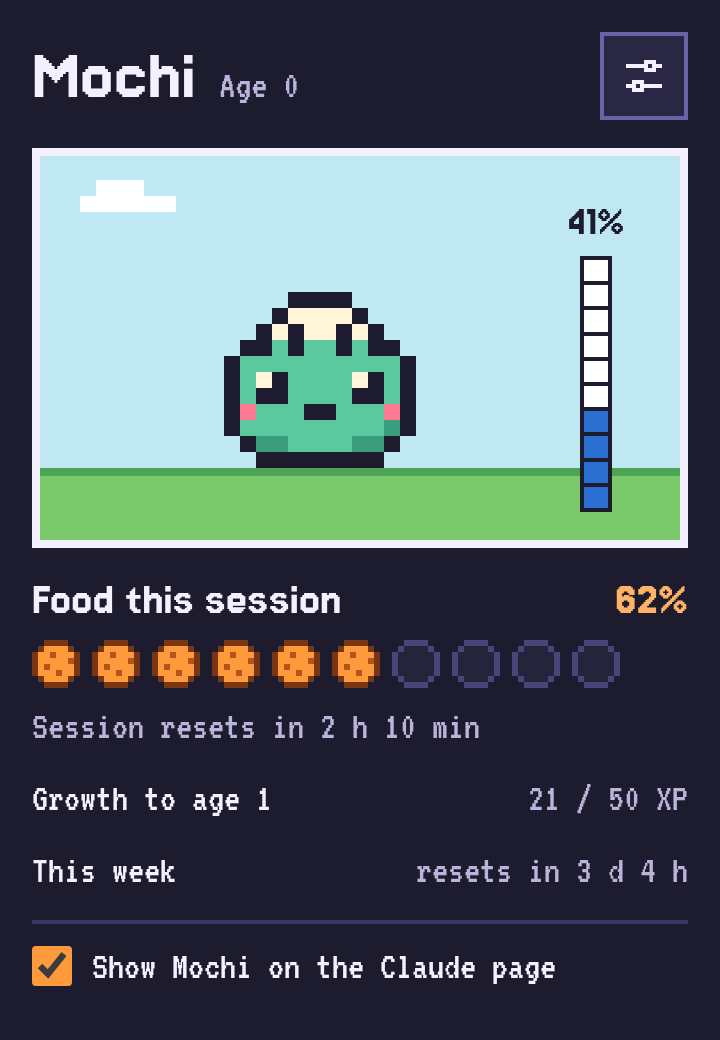 Mochi Age 0
41%
Food this session 62%
Session resets in 2 h 10 min
Growth to age 1 21 / 50 XP
This week resets in 3 d 4 h
Show Mochi on the Claude page